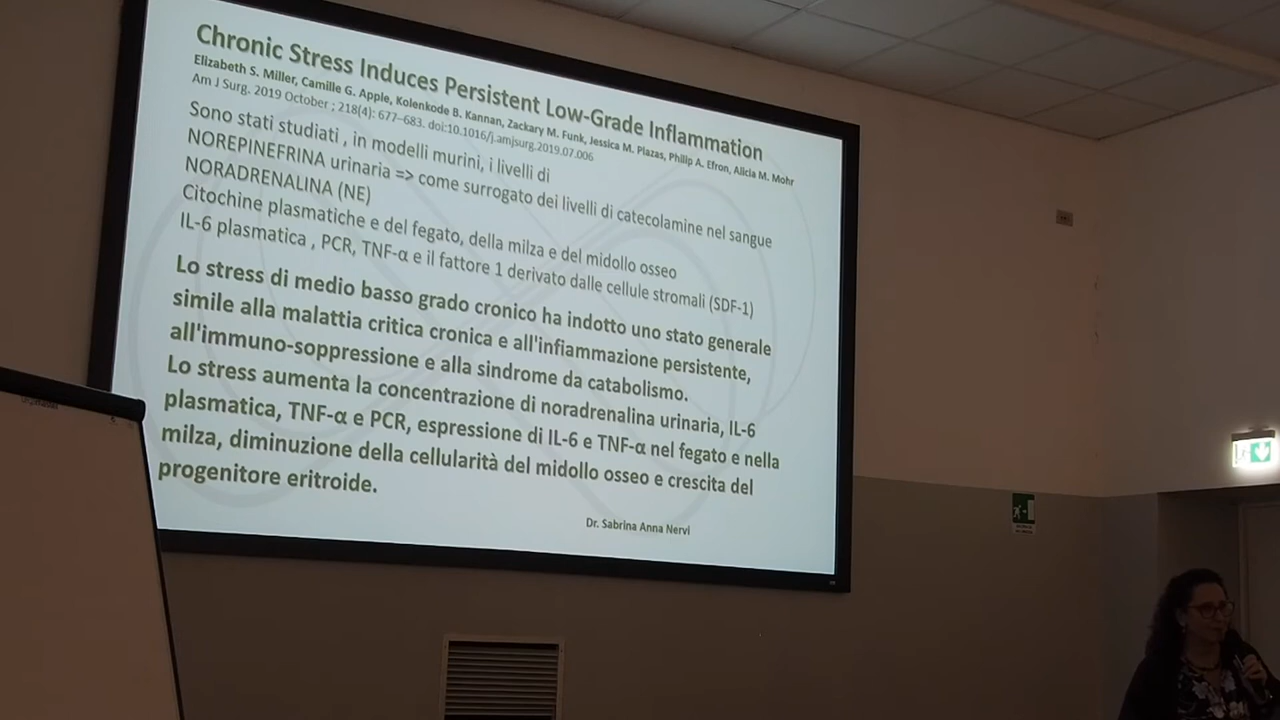 Chronic Stress Induces Persistent Low-Grade Inflammation
Elizabeth S. Miller, Camille G. Apple, Kolenkode B. Kannan, Zackary M. Funk, Jessica M. Plazas, Philip A. Efron, Alicia M. Mohr
Am J Surg. 2019 October ; 218(4): 677–683. doi:10.1016/j.amjsurg.2019.07.006
Sono stati studiati , in modelli murini, i livelli di
NOREPINEFRINA urinaria => come surrogato dei livelli di catecolamine nel sangue
NORADRENALINA (NE)
Citochine plasmatiche e del fegato, della milza e del midollo osseo
IL-6 plasmatica , PCR, TNF-α e il fattore 1 derivato dalle cellule stromali (SDF-1)
Lo stress di medio basso grado cronico ha indotto uno stato generale
simile alla malattia critica cronica e all'infiammazione persistente,
all'immuno-soppressione e alla sindrome da catabolismo.
Lo stress aumenta la concentrazione di noradrenalina urinaria, IL-6
plasmatica, TNF-α e PCR, espressione di IL-6 e TNF-α nel fegato e nella
milza, diminuzione della cellularità del midollo osseo e crescita del
progenitore eritroide.
Dr. Sabrina Anna Nervi